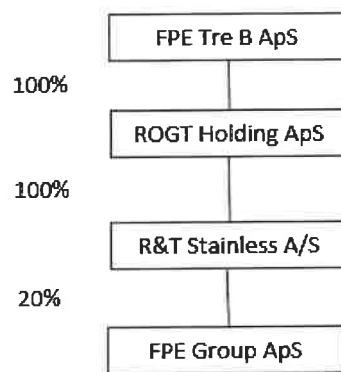 FPE Tre B ApS
100%
ROGT Holding ApS
100%
R&T Stainless A/S
20%
FPE Group ApS